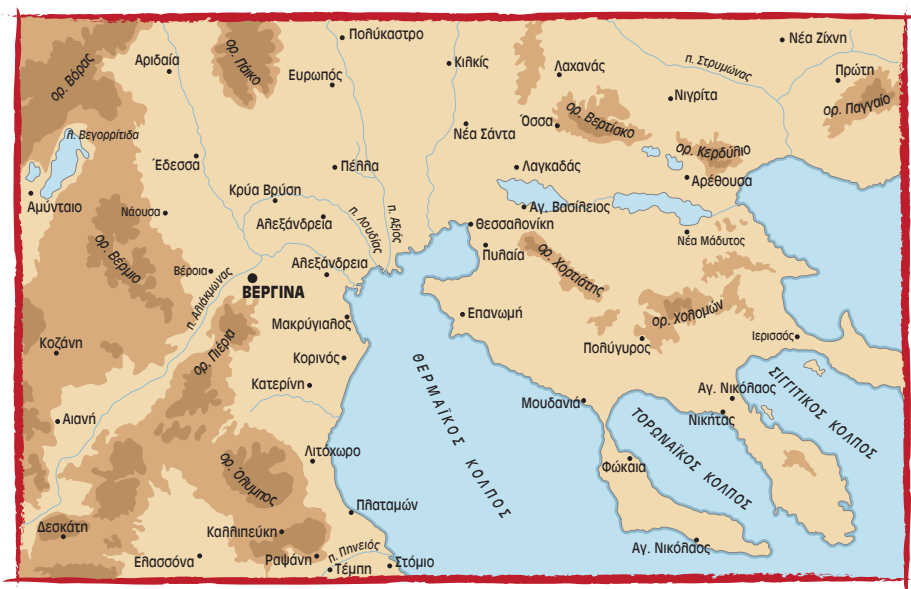 Πολύκαστρο
Νέα Ζίχνη
ορ. Βόρας
Αριδαία
ορ. Πάικο
Ευρωπός
Κιλκίς
Λαχανάς
π. Στρυμώνας
Πρώτη
Νιγρίτα
ορ. Παγγαίο
λ. Βεγορρίτιδα
Νέα Σάντα
Όσσα
ορ. Βερτίσκο
ορ. Κερδύλιο
Έδεσσα
Πέλλα
Λαγκαδάς
Αρέθουσα
Αμύνταιο
Κρύα Βρύση
Νάουσα
Αλεξάνδρεια
π. Λουδίας
π. Αξιός
Αγ. Βασίλειος
Θεσσαλονίκη
Νέα Μάδυτος
ορ. Βέρμιο
Πυλαία
ορ. Χορτιάτης
Βέροια
Αλεξάνδρεια
ΒΕΡΓΙΝΑ
π. Αλιάκμωνας
Μακρύγιαλος
Επανωμή
ορ. Χολομών
Κοζάνη
ορ. Πιέρια
Κορινός
Πολύγυρος
Ιερισσός
Κατερίνη
ΘΕΡΜΑΪΚΟΣ ΚΟΛΠΟΣ
Μουδανιά
Αγ. Νικόλαος
ΣΙΓΓΙΤΙΚΟΣ ΚΟΛΠΟΣ
Νικήτας
ΤΟΡΩΝΑΪΚΟΣ ΚΟΛΠΟΣ
Αιανή
Λιτόχωρο
ορ. Όλυμπος
Φώκαια
Πλαταμών
Δεσκάτη
Καλλιπεύκη
Αγ. Νικόλαος
Ελασσόνα
Ραψάνη
π. Πηνειός
Τέμπη
Στόμιο